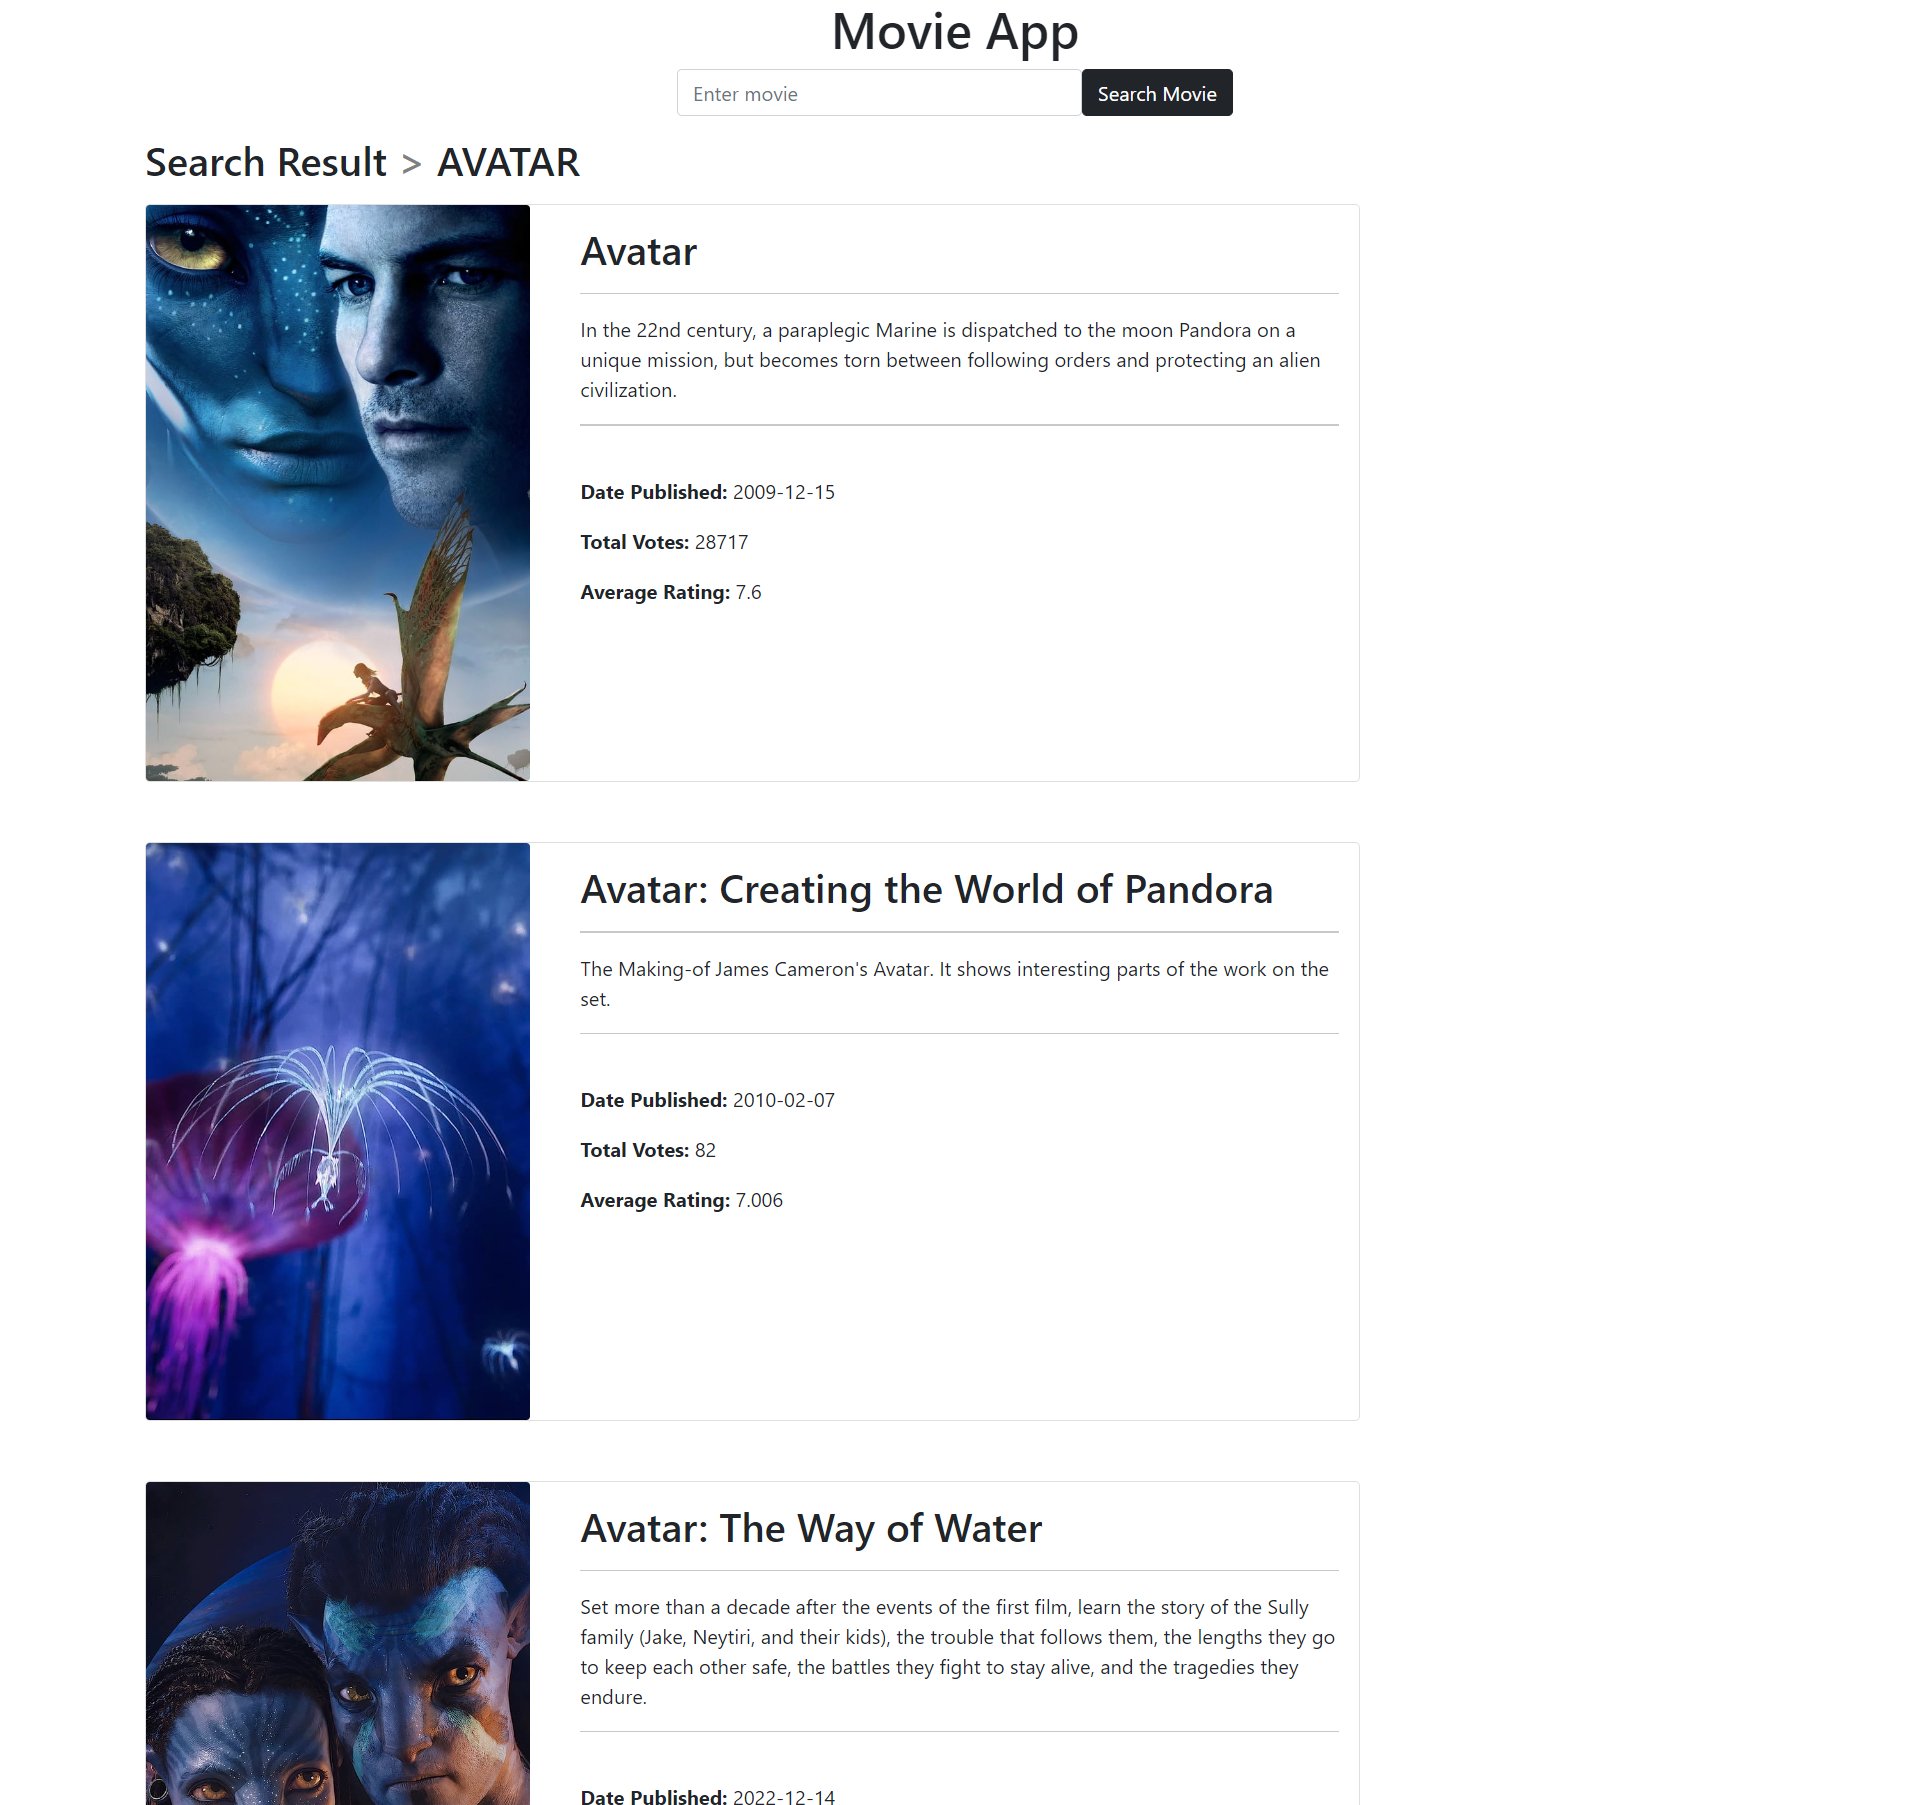 Movie App
Enter movie
Search Movie
Search Result > AVATAR
Avatar
In the 22nd century, a paraplegic Marine is dispatched to the moon Pandora on a
unique mission, but becomes torn between following orders and protecting an alien
civilization.
Date Published: 2009-12-15
Total Votes: 28717
Average Rating: 7.6
Avatar: Creating the World of Pandora
The Making-of James Cameron's Avatar. It shows interesting parts of the work on the
set.
Date Published: 2010-02-07
Total Votes: 82
Average Rating: 7.006
Avatar: The Way of Water
Set more than a decade after the events of the first film, learn the story of the Sully
family (Jake, Neytiri, and their kids), the trouble that follows them, the lengths they go
to keep each other safe, the battles they fight to stay alive, and the tragedies they
endure.
Date Published: 2022-12-14